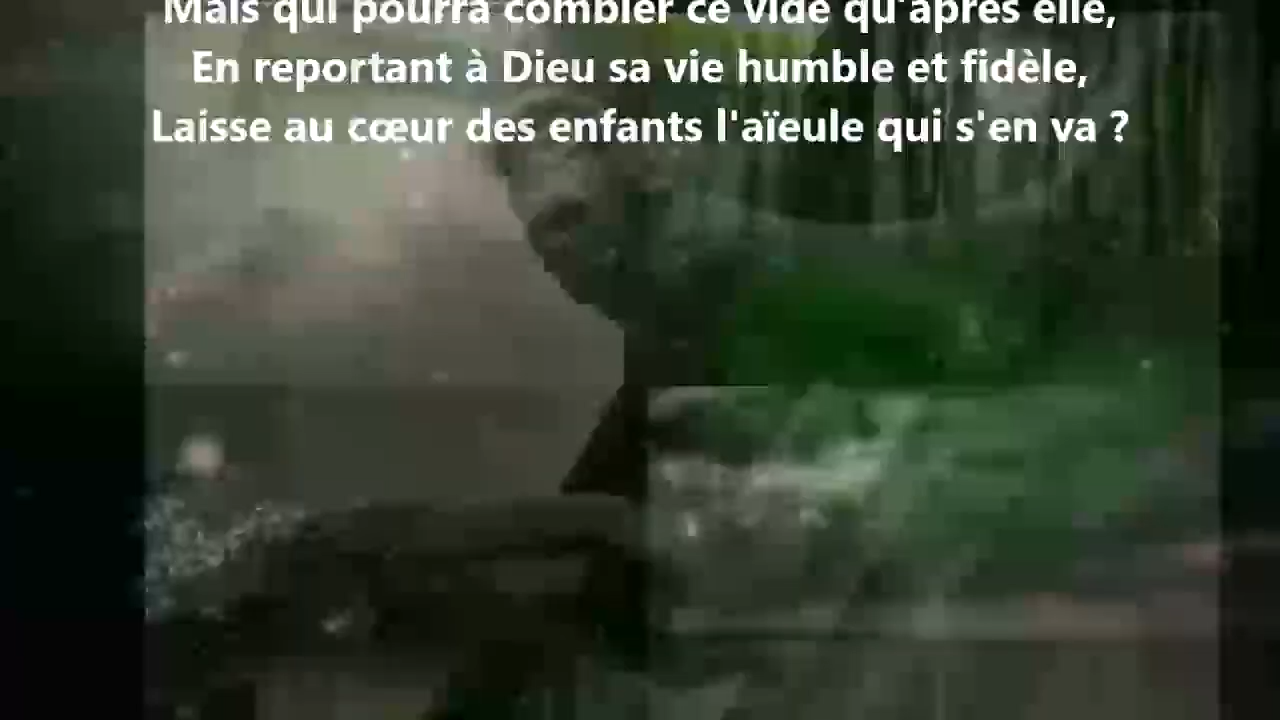 Mais qui pourra combler ce vide qu'après elle,
En reportant à Dieu sa vie humble et fidèle,
Laisse au cœur des enfants l'aïeule qui s'en va ?